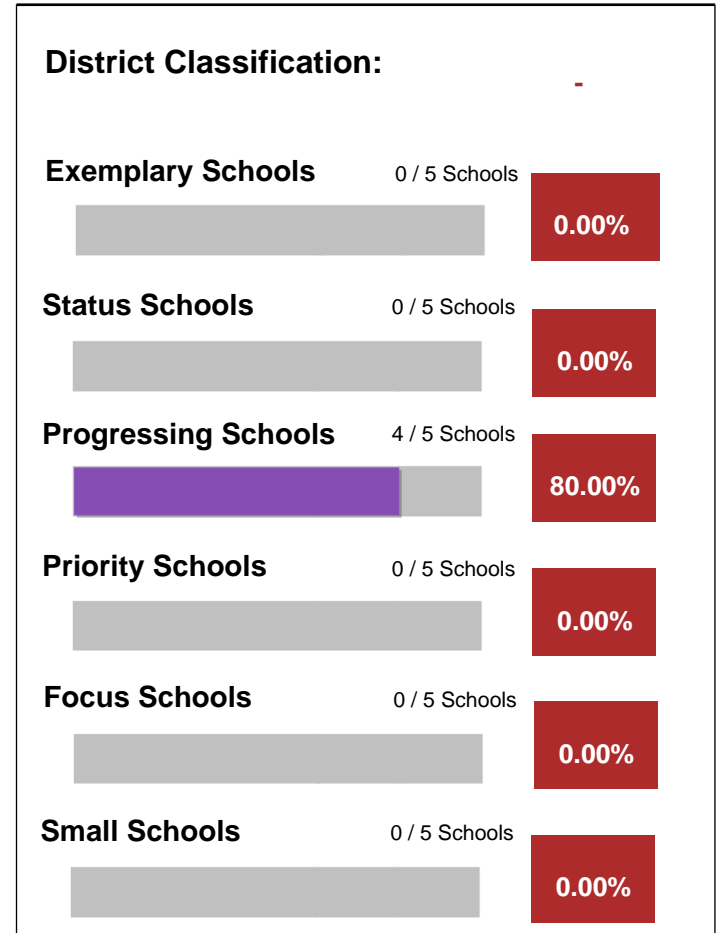 District Classification:
-
Exemplary Schools 0 / 5 Schools
0.00%
Status Schools 0 / 5 Schools
0.00%
Progressing Schools 4 / 5 Schools
80.00%
Priority Schools 0 / 5 Schools
0.00%
Focus Schools 0 / 5 Schools
0.00%
Small Schools 0 / 5 Schools
0.00%